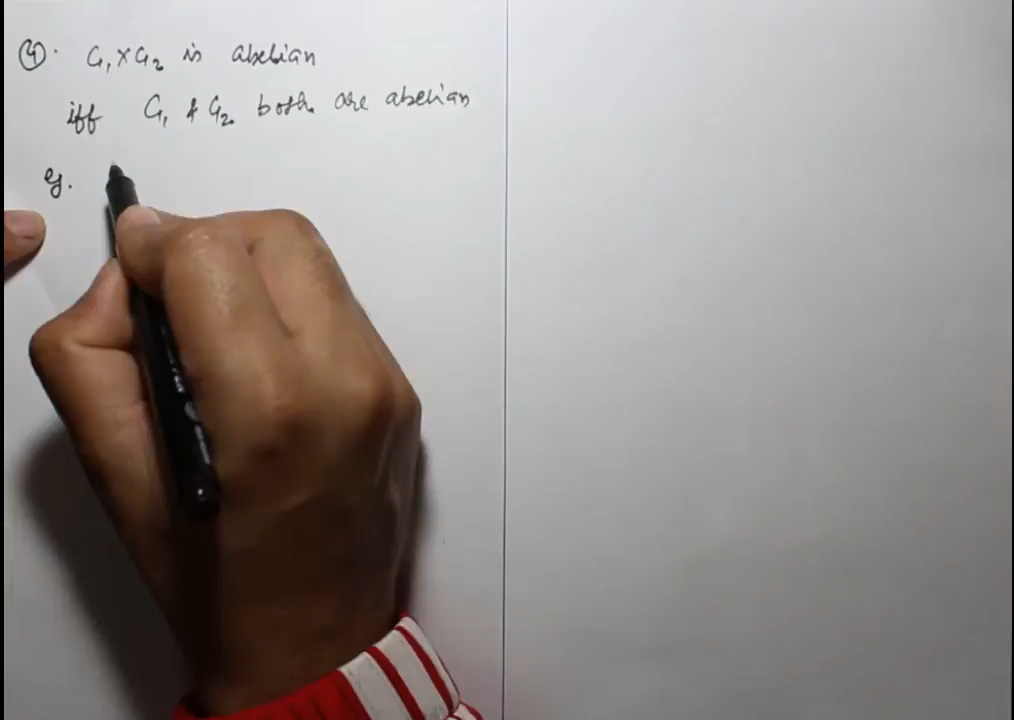 ④. G₁ × G₂ is abelian
iff G₁ & G₂ both are abelian
eg.